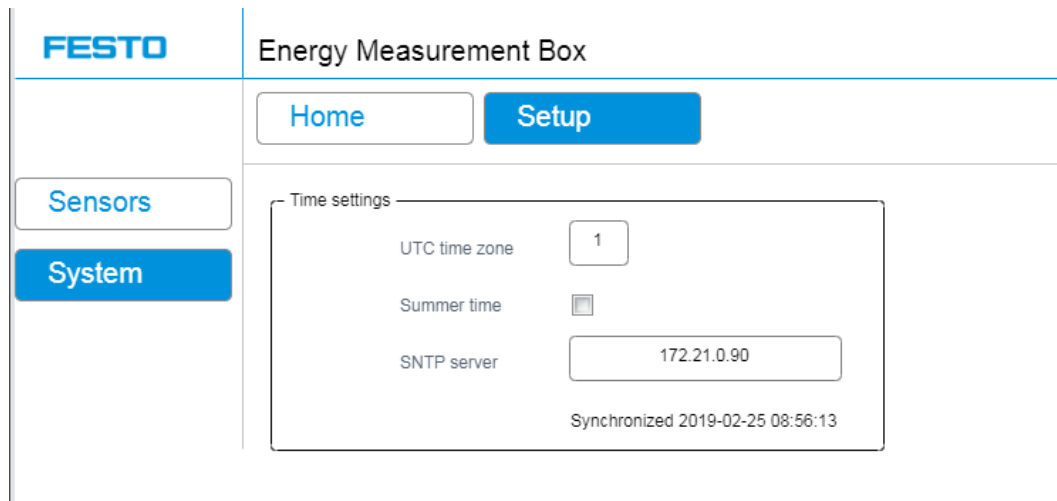 FESTO
Energy Measurement Box
Home
Setup
Sensors
System
Time settings
UTC time zone
1
Summer time
SNTP server
172.21.0.90
Synchronized 2019-02-25 08:56:13